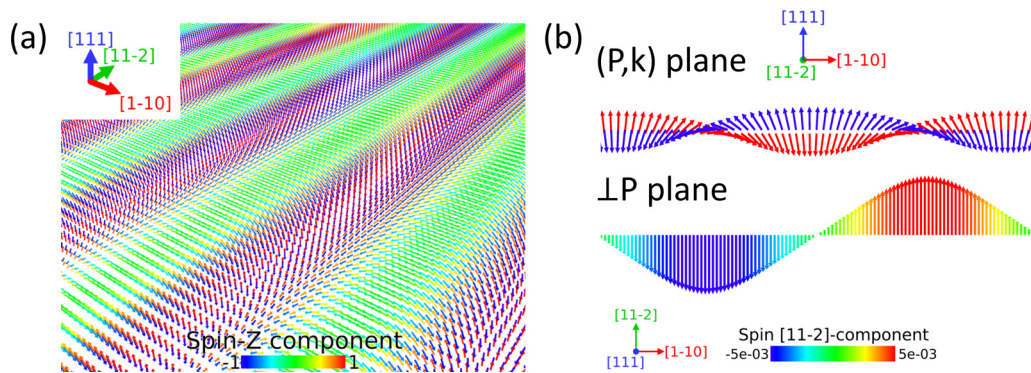 (a)
[111]
[11-2]
[1-10]
Spin-Z component
1 1
(b)
[111]
(P,k) plane
[1-10]
[11-2]
⊥P plane
[11-2]
[111]
[1-10]
Spin [11-2]-component
-5e-03 5e-03